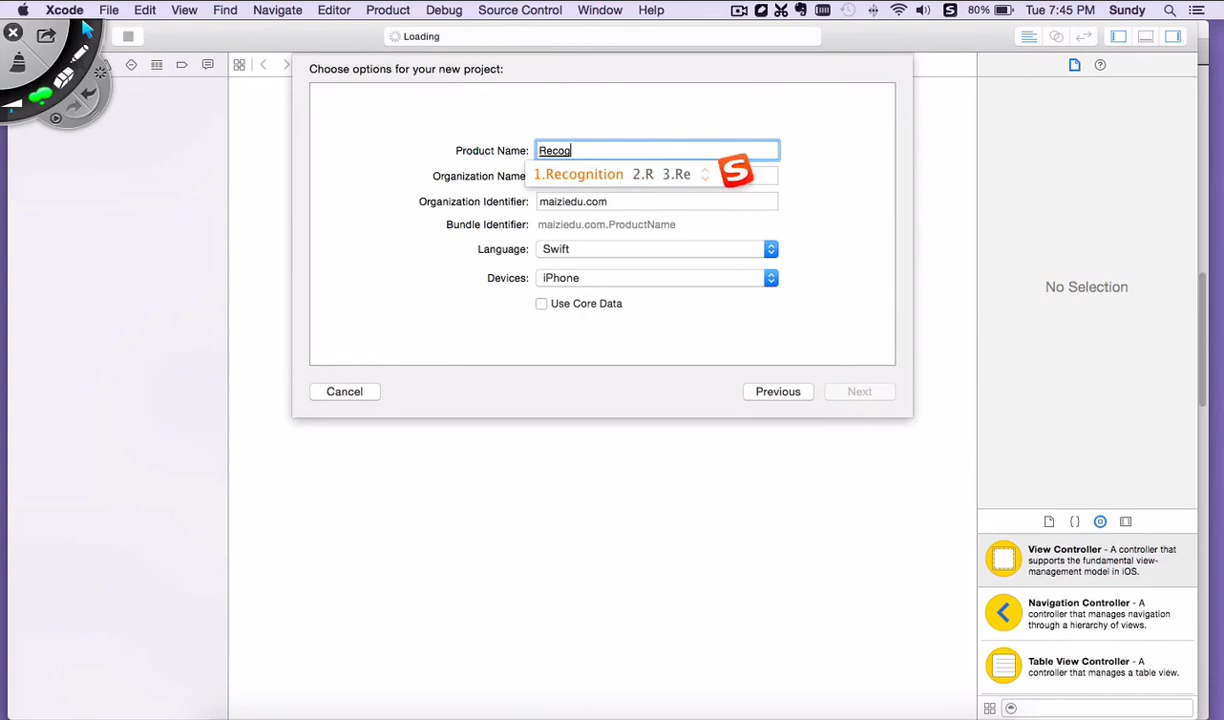 Xcode File Edit View Find Navigate Editor Product Debug Source Control Window Help 80% Tue 7:45 PM Sundy
Loading
Choose options for your new project:
Product Name: Recog
1.Recognition 2.R 3.Re
Organization Name
Organization Identifier: maiziedu.com
Bundle Identifier: maiziedu.com.ProductName
Language: Swift
Devices: iPhone
Use Core Data
Cancel Previous Next
No Selection
View Controller - A controller that
supports the fundamental view-
management model in iOS.
Navigation Controller - A
controller that manages navigation
through a hierarchy of views.
Table View Controller - A
controller that manages a table view.